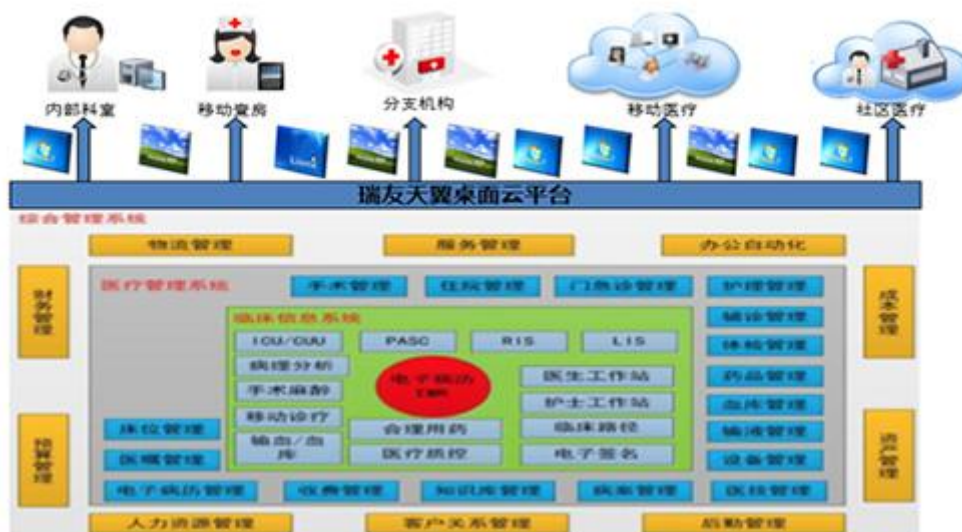 内部科室
移动查房
分支机构
移动医疗
社区医疗
瑞友天翼桌面云平台
综合管理系统
物流管理
服务管理
办公自动化
财务管理
医疗管理系统
手术管理
住院管理
门急诊管理
护理管理
成本管理
临床信息系统
辅诊管理
ICU/CUU
PASC
RIS
LIS
体检管理
病理分析
电子病历
医生工作站
药品管理
手术麻醉
护士工作站
血库管理
移动诊疗
合理用药
临床路径
输液管理
床位管理
输血/血库
医疗质控
电子签名
设备管理
医嘱管理
预算管理
资产管理
电子病历管理
收费管理
知识库管理
病案管理
医技管理
人力资源管理
客户关系管理
后勤管理